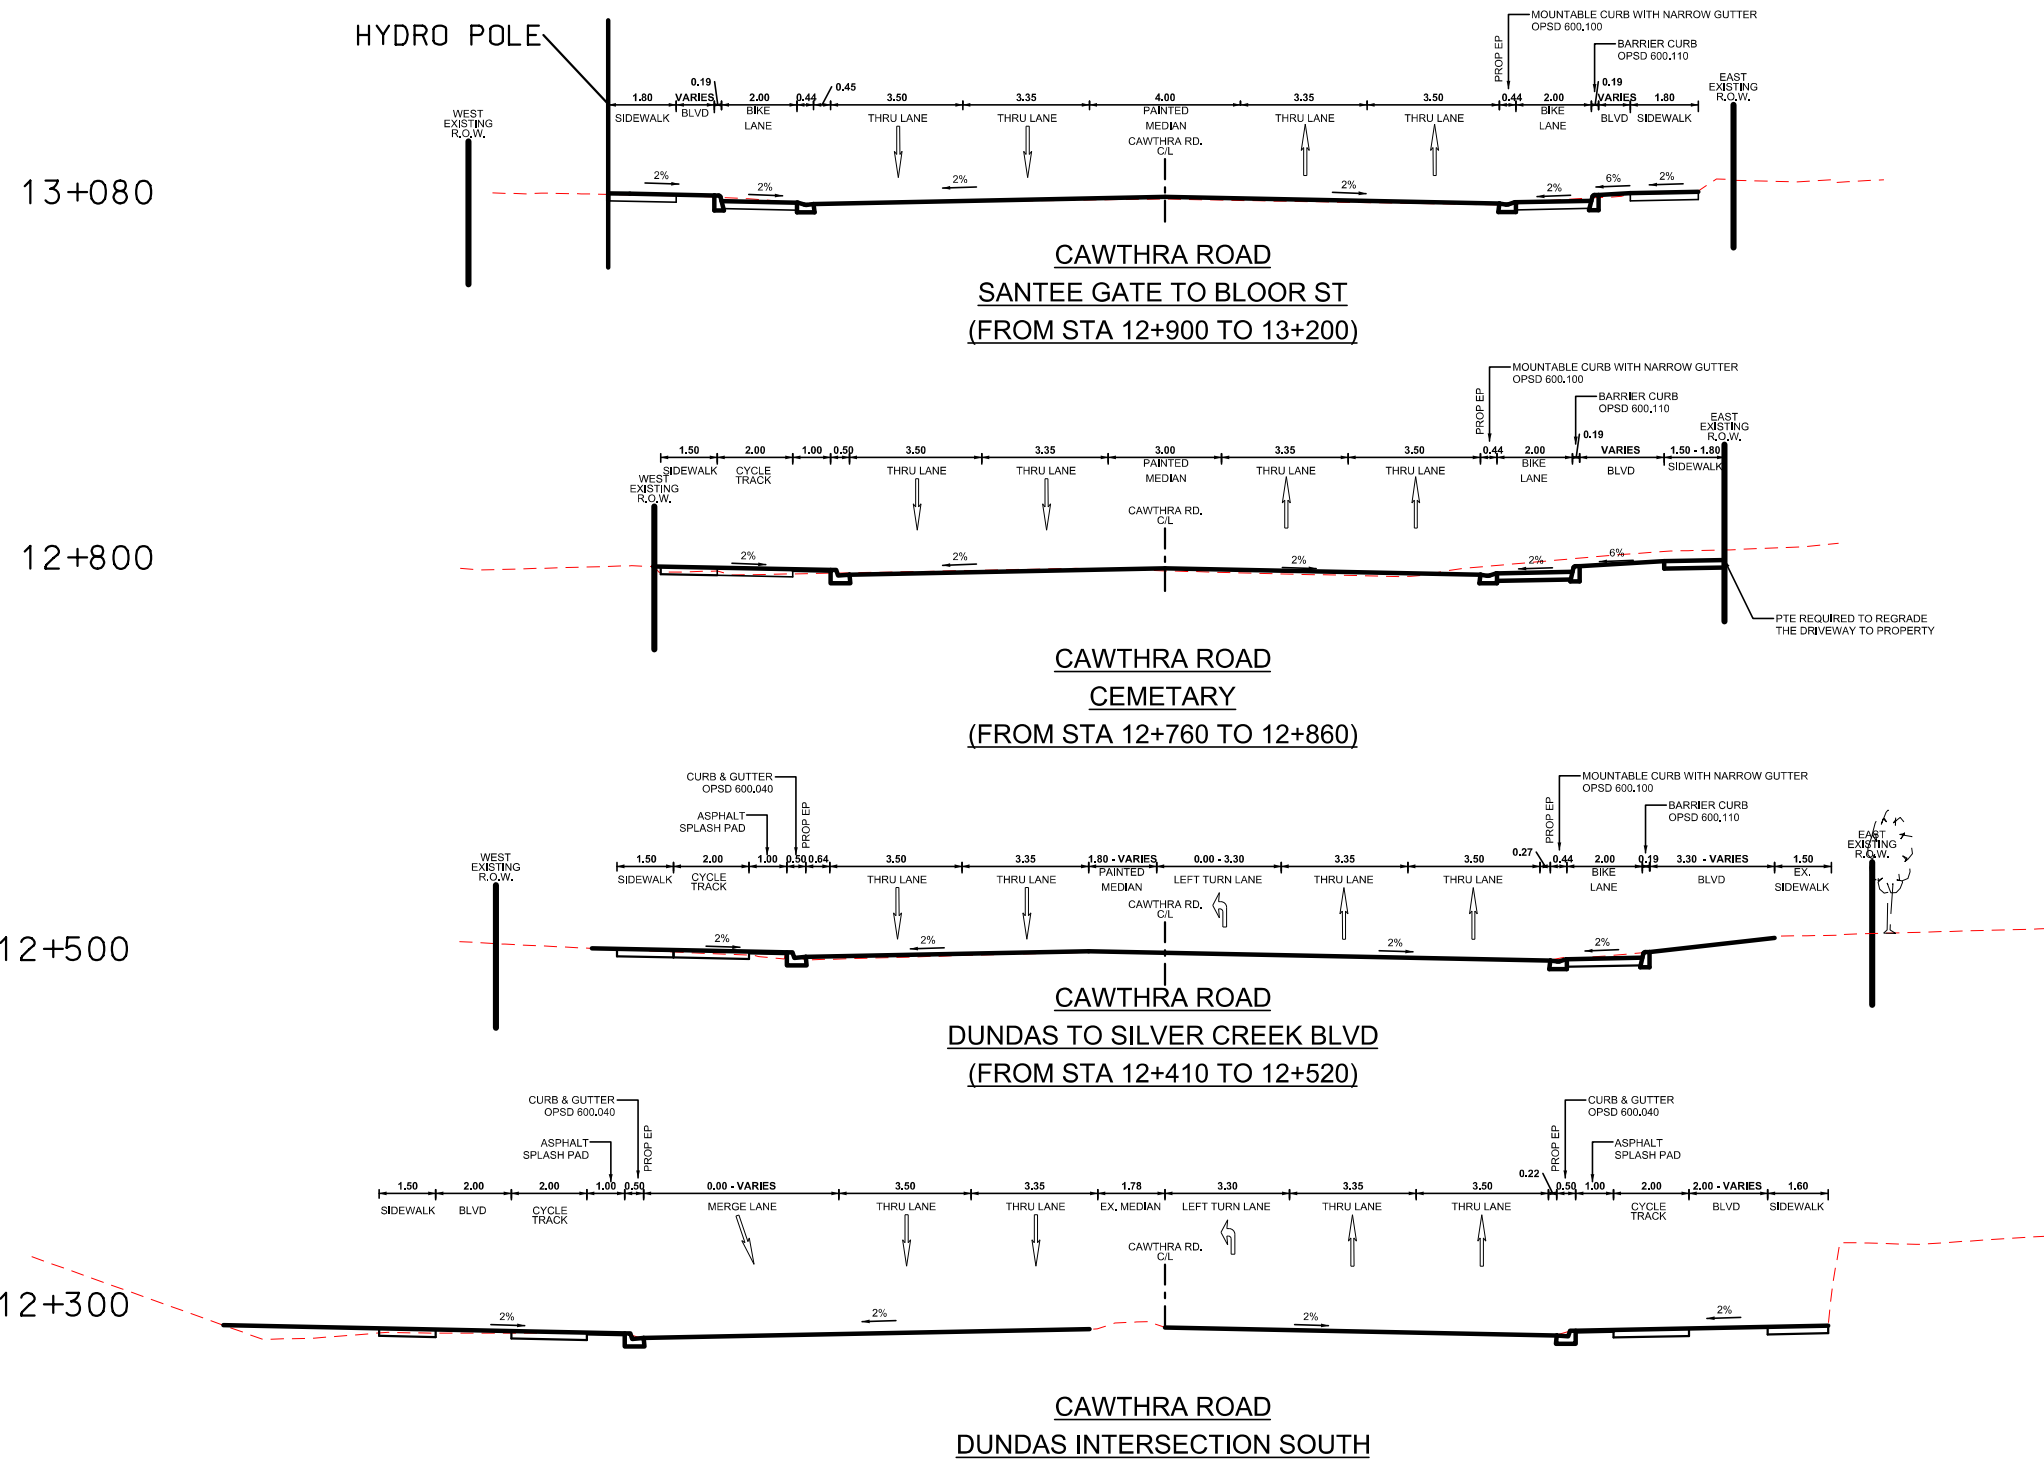 HYDRO POLE
MOUNTABLE CURB WITH NARROW GUTTER
OPSD 600.100
BARRIER CURB
OPSD 600.110
PROP EP
EAST
EXISTING
R.O.W.
WEST
EXISTING
R.O.W.
1.80 VARIES 0.19 2.00 0.44 0.45 3.50 3.35 4.00 3.35 3.50 0.44 2.00 0.19 VARIES 1.80
SIDEWALK BLVD BIKE LANE THRU LANE THRU LANE PAINTED MEDIAN THRU LANE THRU LANE BIKE LANE BLVD SIDEWALK
CAWTHRA RD.
C/L
13+080
2% 2% 2% 2% 2% 6% 2%
CAWTHRA ROAD
SANTEE GATE TO BLOOR ST
(FROM STA 12+900 TO 13+200)
MOUNTABLE CURB WITH NARROW GUTTER
OPSD 600.100
BARRIER CURB
OPSD 600.110
PROP EP
EAST
EXISTING
R.O.W.
1.50 2.00 1.00 0.50 3.50 3.35 3.00 3.35 3.50 0.44 2.00 0.19 VARIES 1.50 - 1.80
SIDEWALK CYCLE TRACK THRU LANE THRU LANE PAINTED MEDIAN THRU LANE THRU LANE BIKE LANE BLVD SIDEWALK
WEST
EXISTING
R.O.W.
CAWTHRA RD.
C/L
12+800
2% 2% 2% 2% 6%
PTE REQUIRED TO REGRADE
THE DRIVEWAY TO PROPERTY
CAWTHRA ROAD
CEMETARY
(FROM STA 12+760 TO 12+860)
CURB & GUTTER
OPSD 600.040
ASPHALT
SPLASH PAD
PROP EP
MOUNTABLE CURB WITH NARROW GUTTER
OPSD 600.100
BARRIER CURB
OPSD 600.110
PROP EP
WEST
EXISTING
R.O.W.
EAST
EXISTING
R.O.W.
1.50 2.00 1.00 0.50 0.64 3.50 3.35 1.80 - VARIES 0.00 - 3.30 3.35 3.50 0.27 0.44 2.00 0.19 3.30 - VARIES 1.50
SIDEWALK CYCLE TRACK THRU LANE THRU LANE PAINTED MEDIAN LEFT TURN LANE THRU LANE THRU LANE BIKE LANE BLVD EX. SIDEWALK
CAWTHRA RD.
C/L
12+500
2% 2% 2% 2%
CAWTHRA ROAD
DUNDAS TO SILVER CREEK BLVD
(FROM STA 12+410 TO 12+520)
CURB & GUTTER
OPSD 600.040
ASPHALT
SPLASH PAD
PROP EP
CURB & GUTTER
OPSD 600.040
ASPHALT
SPLASH PAD
PROP EP
1.50 2.00 2.00 1.00 0.50 0.00 - VARIES 3.50 3.35 1.78 3.30 3.35 3.50 0.22 0.50 1.00 2.00 2.00 - VARIES 1.60
SIDEWALK BLVD CYCLE TRACK MERGE LANE THRU LANE THRU LANE EX. MEDIAN LEFT TURN LANE THRU LANE THRU LANE CYCLE TRACK BLVD SIDEWALK
CAWTHRA RD.
C/L
12+300
2% 2% 2% 2%
CAWTHRA ROAD
DUNDAS INTERSECTION SOUTH